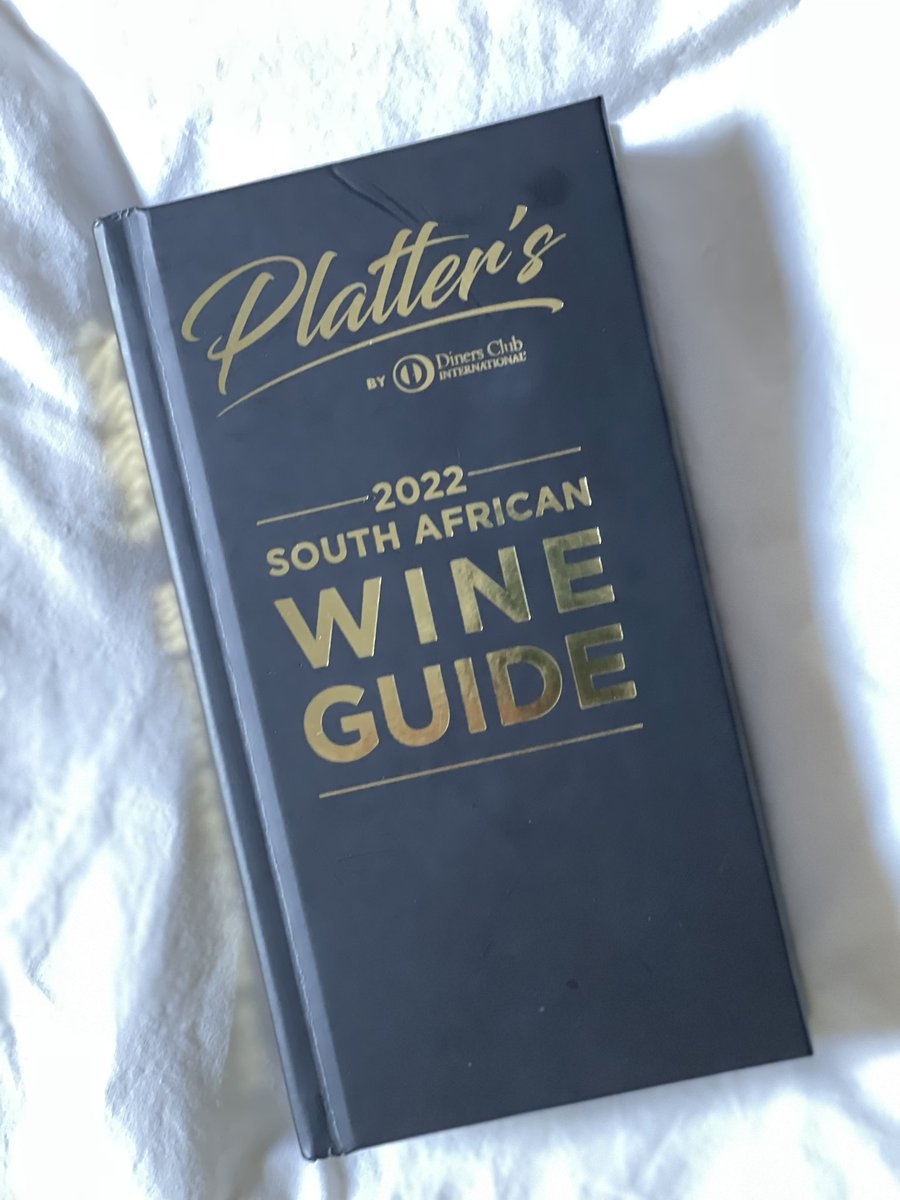 Platter's
BY Diners Club
INTERNATIONAL®
2022
SOUTH AFRICAN
WINE
GUIDE